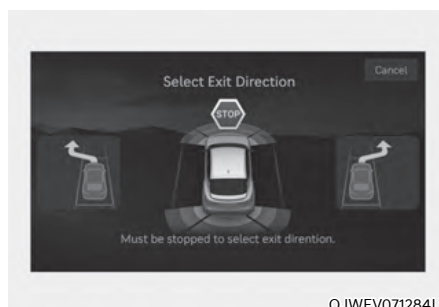 Cancel
Select Exit Direction
STOP
Must be stopped to select exit dirention.
OJWEV071284L